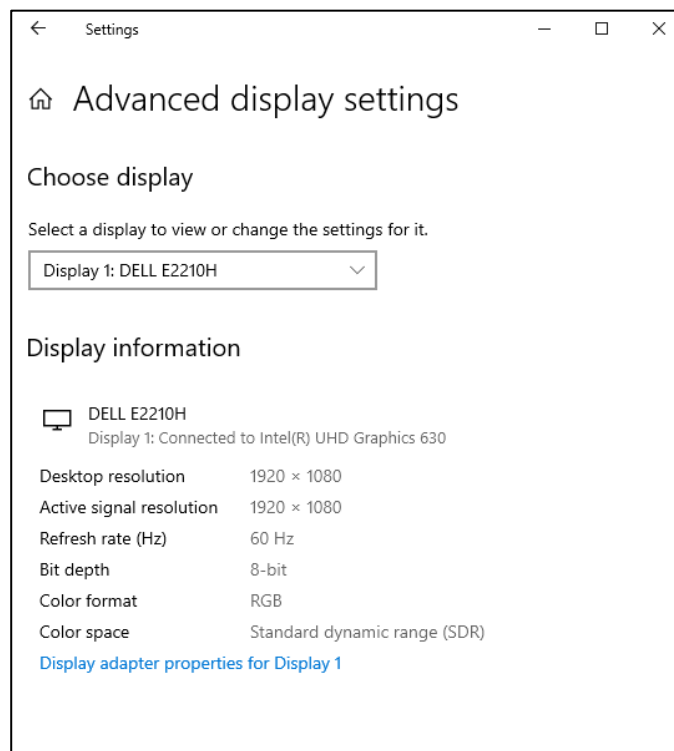 Settings
Advanced display settings
Choose display
Select a display to view or change the settings for it.
Display 1: DELL E2210H
Display information
DELL E2210H
Display 1: Connected to Intel(R) UHD Graphics 630
Desktop resolution 1920 × 1080
Active signal resolution 1920 × 1080
Refresh rate (Hz) 60 Hz
Bit depth 8-bit
Color format RGB
Color space Standard dynamic range (SDR)
Display adapter properties for Display 1